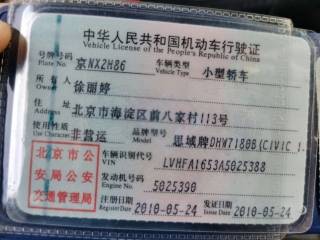 中华人民共和国机动车行驶证
Vehicle License of the People's Republic of China
号牌号码 京NX2H86 车辆类型 小型轿车
Plate No. Vehicle Type
所有人 徐丽婷
住址 北京市海淀区前八家村113号
Address
使用性质 非营运 品牌型号 思域牌DHW7180B(CIVIC 1.
Use Character Model
北京市公安局公安交通管理局
车辆识别代号 LVHFA1653A5025388
VIN
发动机号码 5025390
Engine No.
注册日期 2010-05-24 发证日期 2010-05-24
Register Date Issue Date